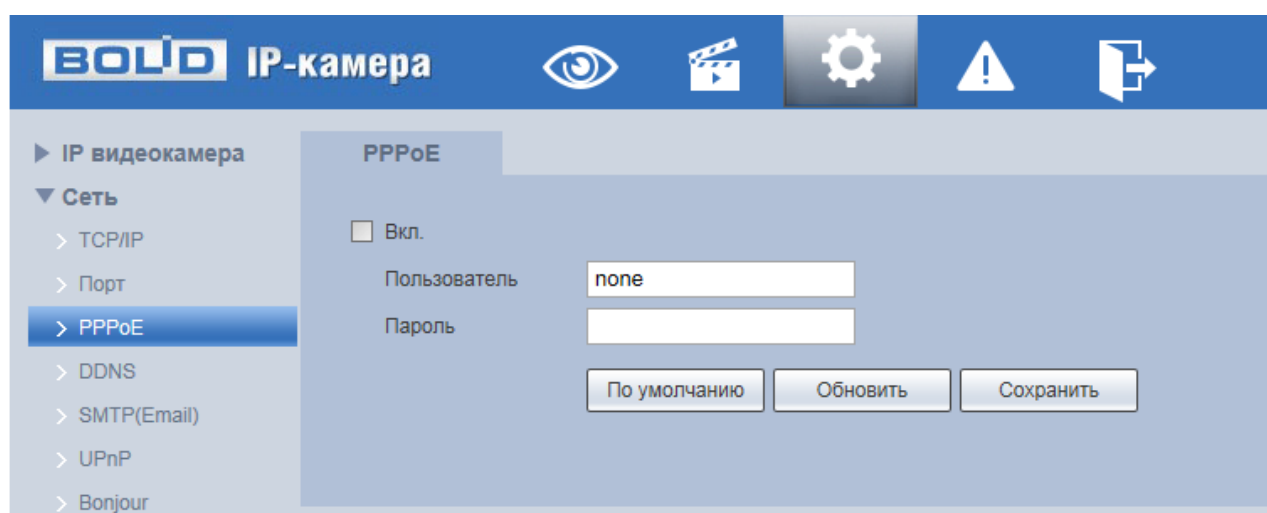 BOLID IP-камера
IP видеокамера
Сеть
TCP/IP
Порт
PPPoE
DDNS
SMTP(Email)
UPnP
Bonjour
PPPoE
Вкл.
Пользователь none
Пароль
По умолчанию Обновить Сохранить